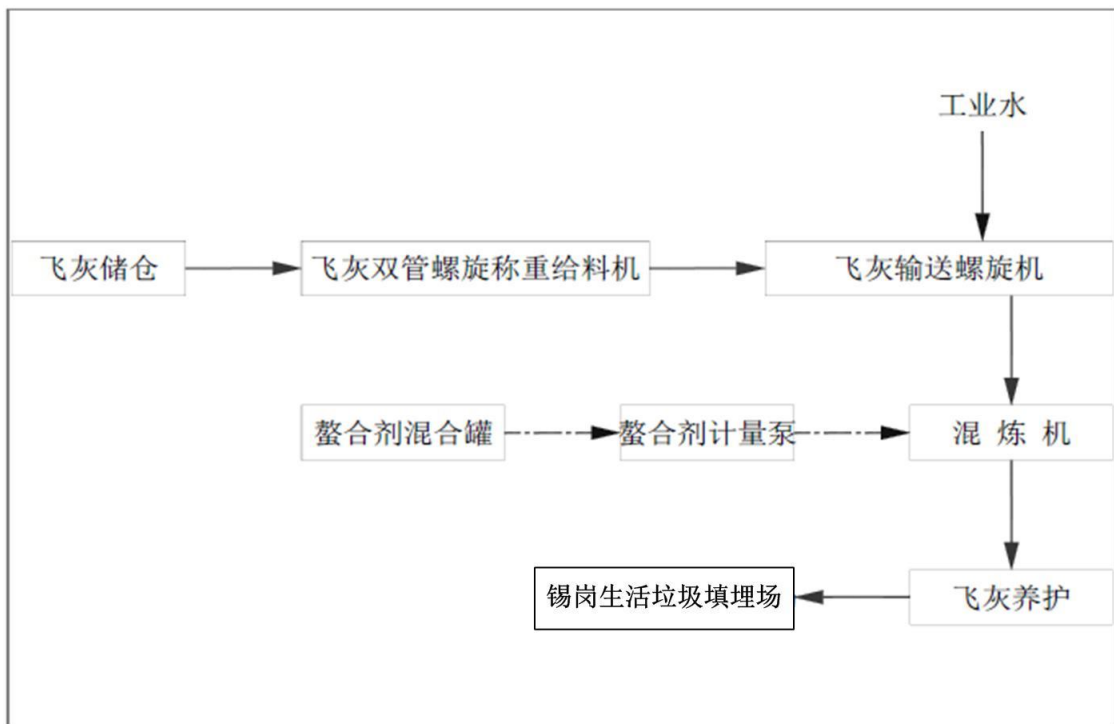 工业水
飞灰储仓
飞灰双管螺旋称重给料机
飞灰输送螺旋机
螯合剂混合罐
螯合剂计量泵
混 炼 机
锡岗生活垃圾填埋场
飞灰养护